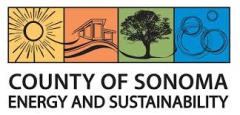 COUNTY OF SONOMA
ENERGY AND SUSTAINABILITY